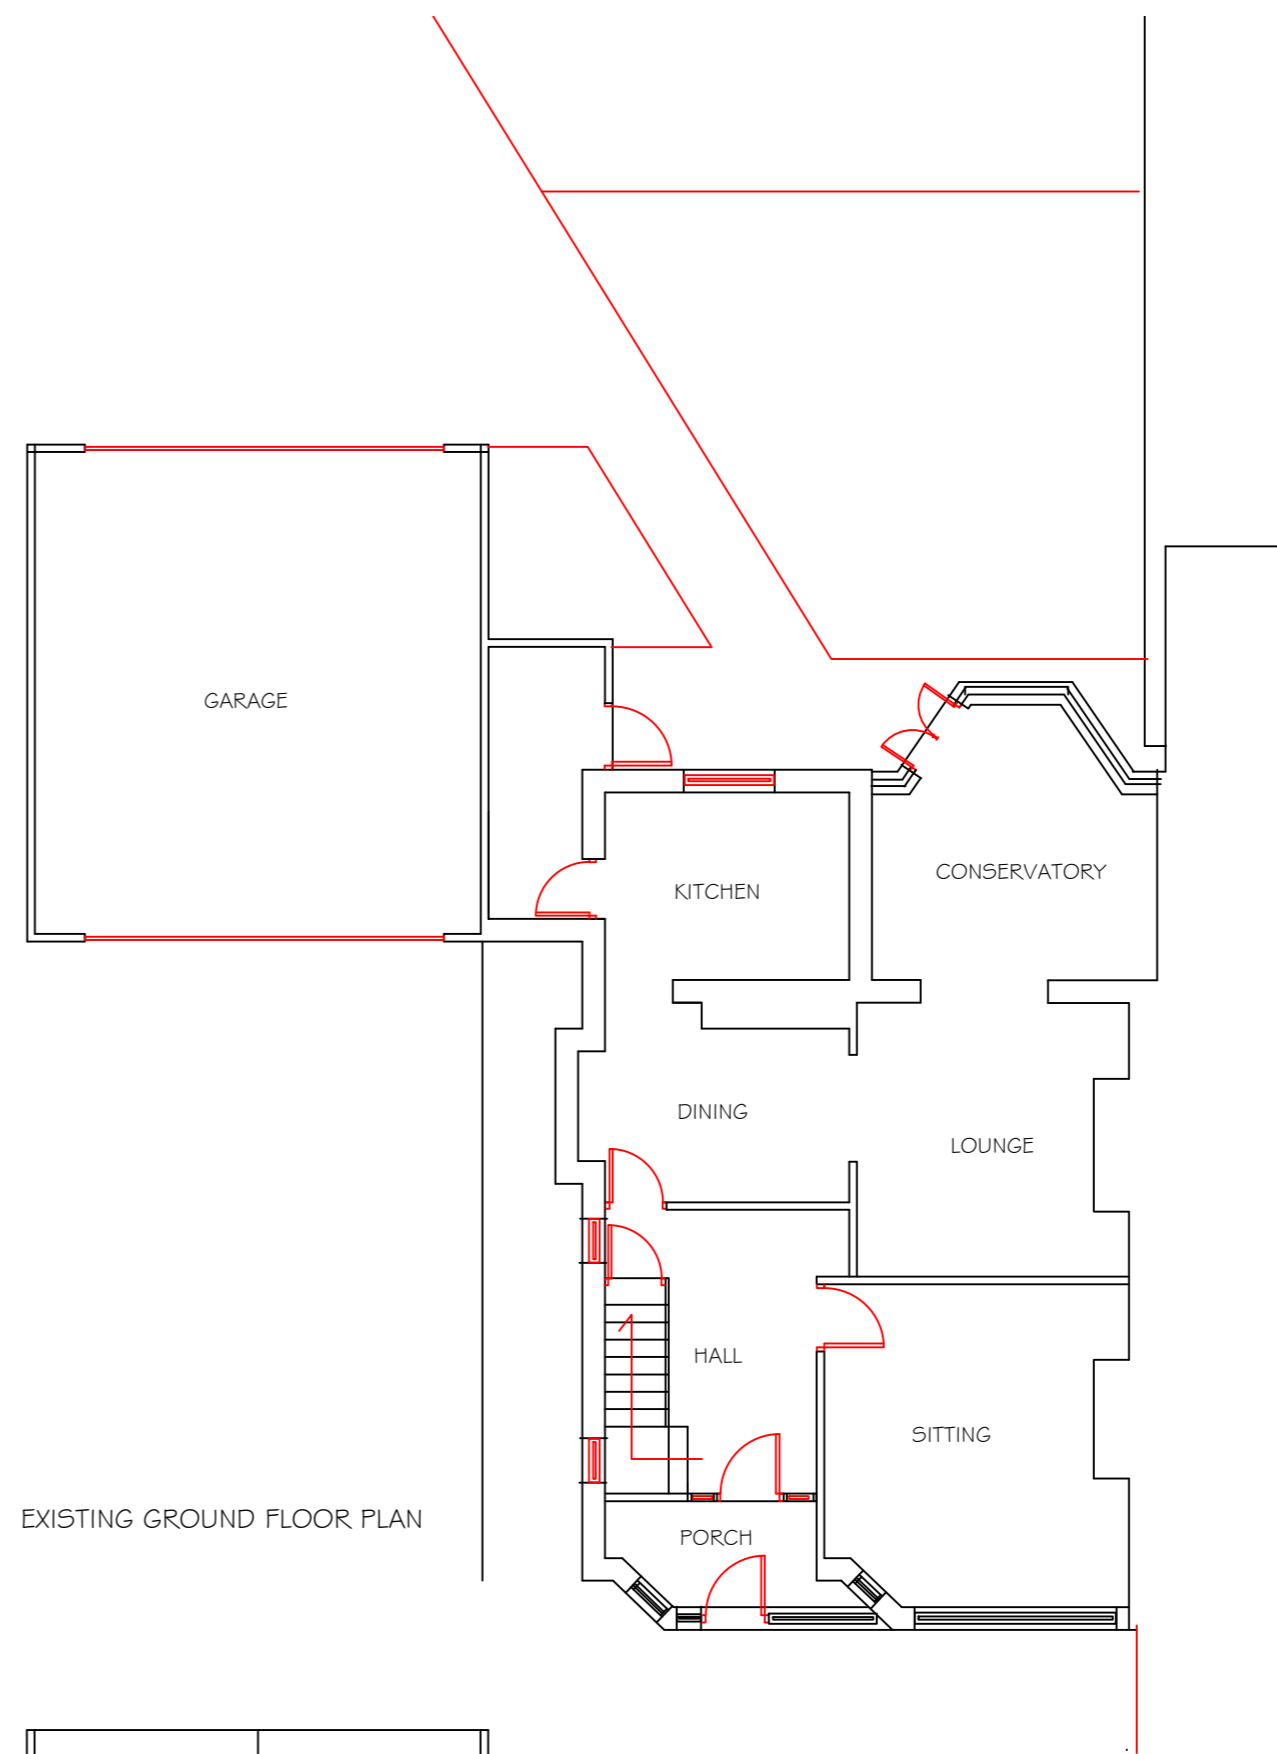 GARAGE
CONSERVATORY
KITCHEN
DINING
LOUNGE
HALL
SITTING
EXISTING GROUND FLOOR PLAN
PORCH